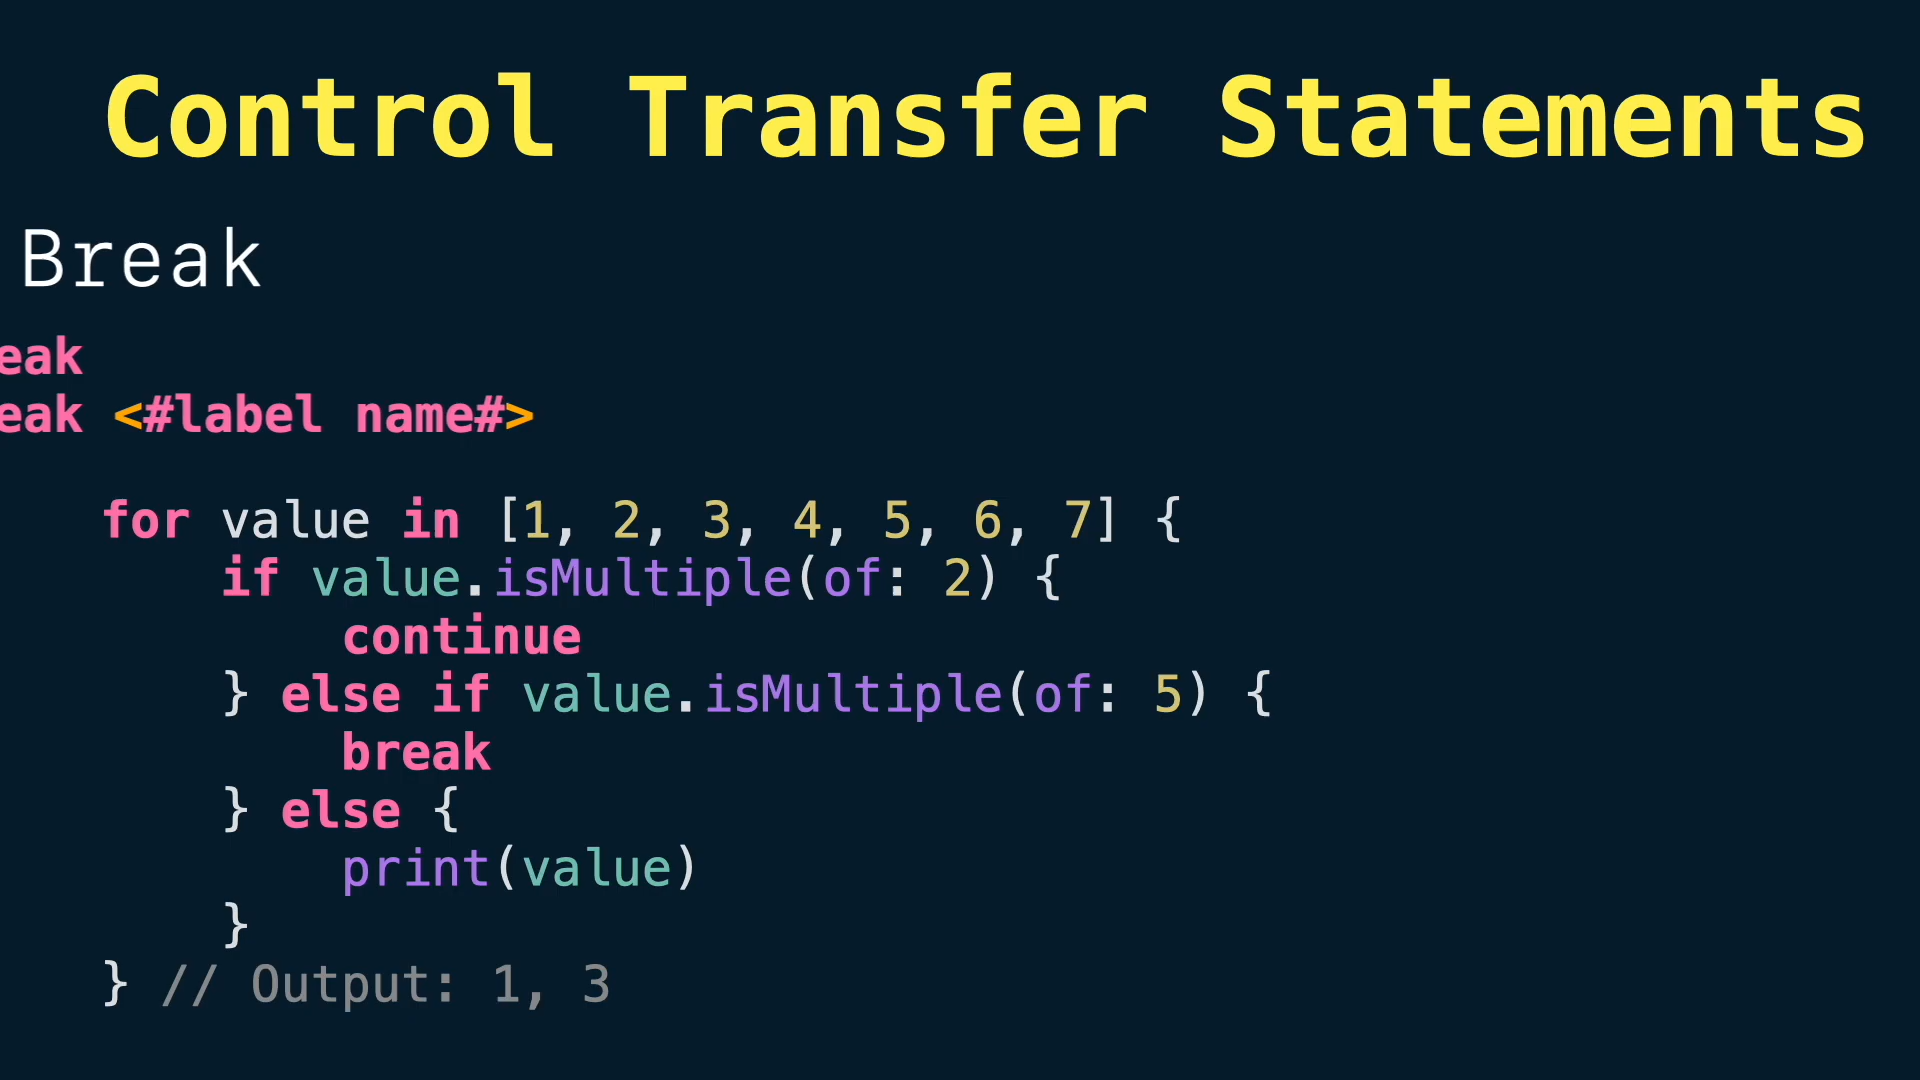 Control Transfer Statements
Break
eak
eak <#label name#>
for value in [1, 2, 3, 4, 5, 6, 7] {
    if value.isMultiple(of: 2) {
        continue
    } else if value.isMultiple(of: 5) {
        break
    } else {
        print(value)
    }
} // Output: 1, 3